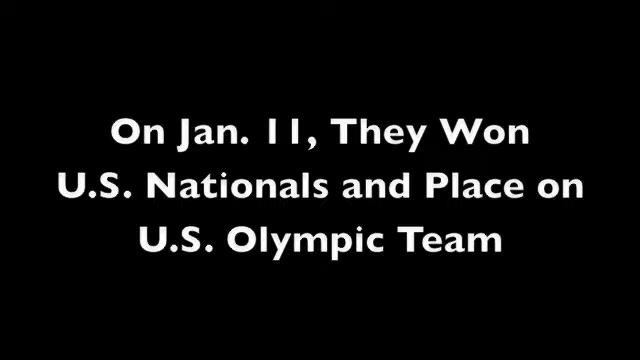 On Jan. 11, They Won
U.S. Nationals and Place on
U.S. Olympic Team